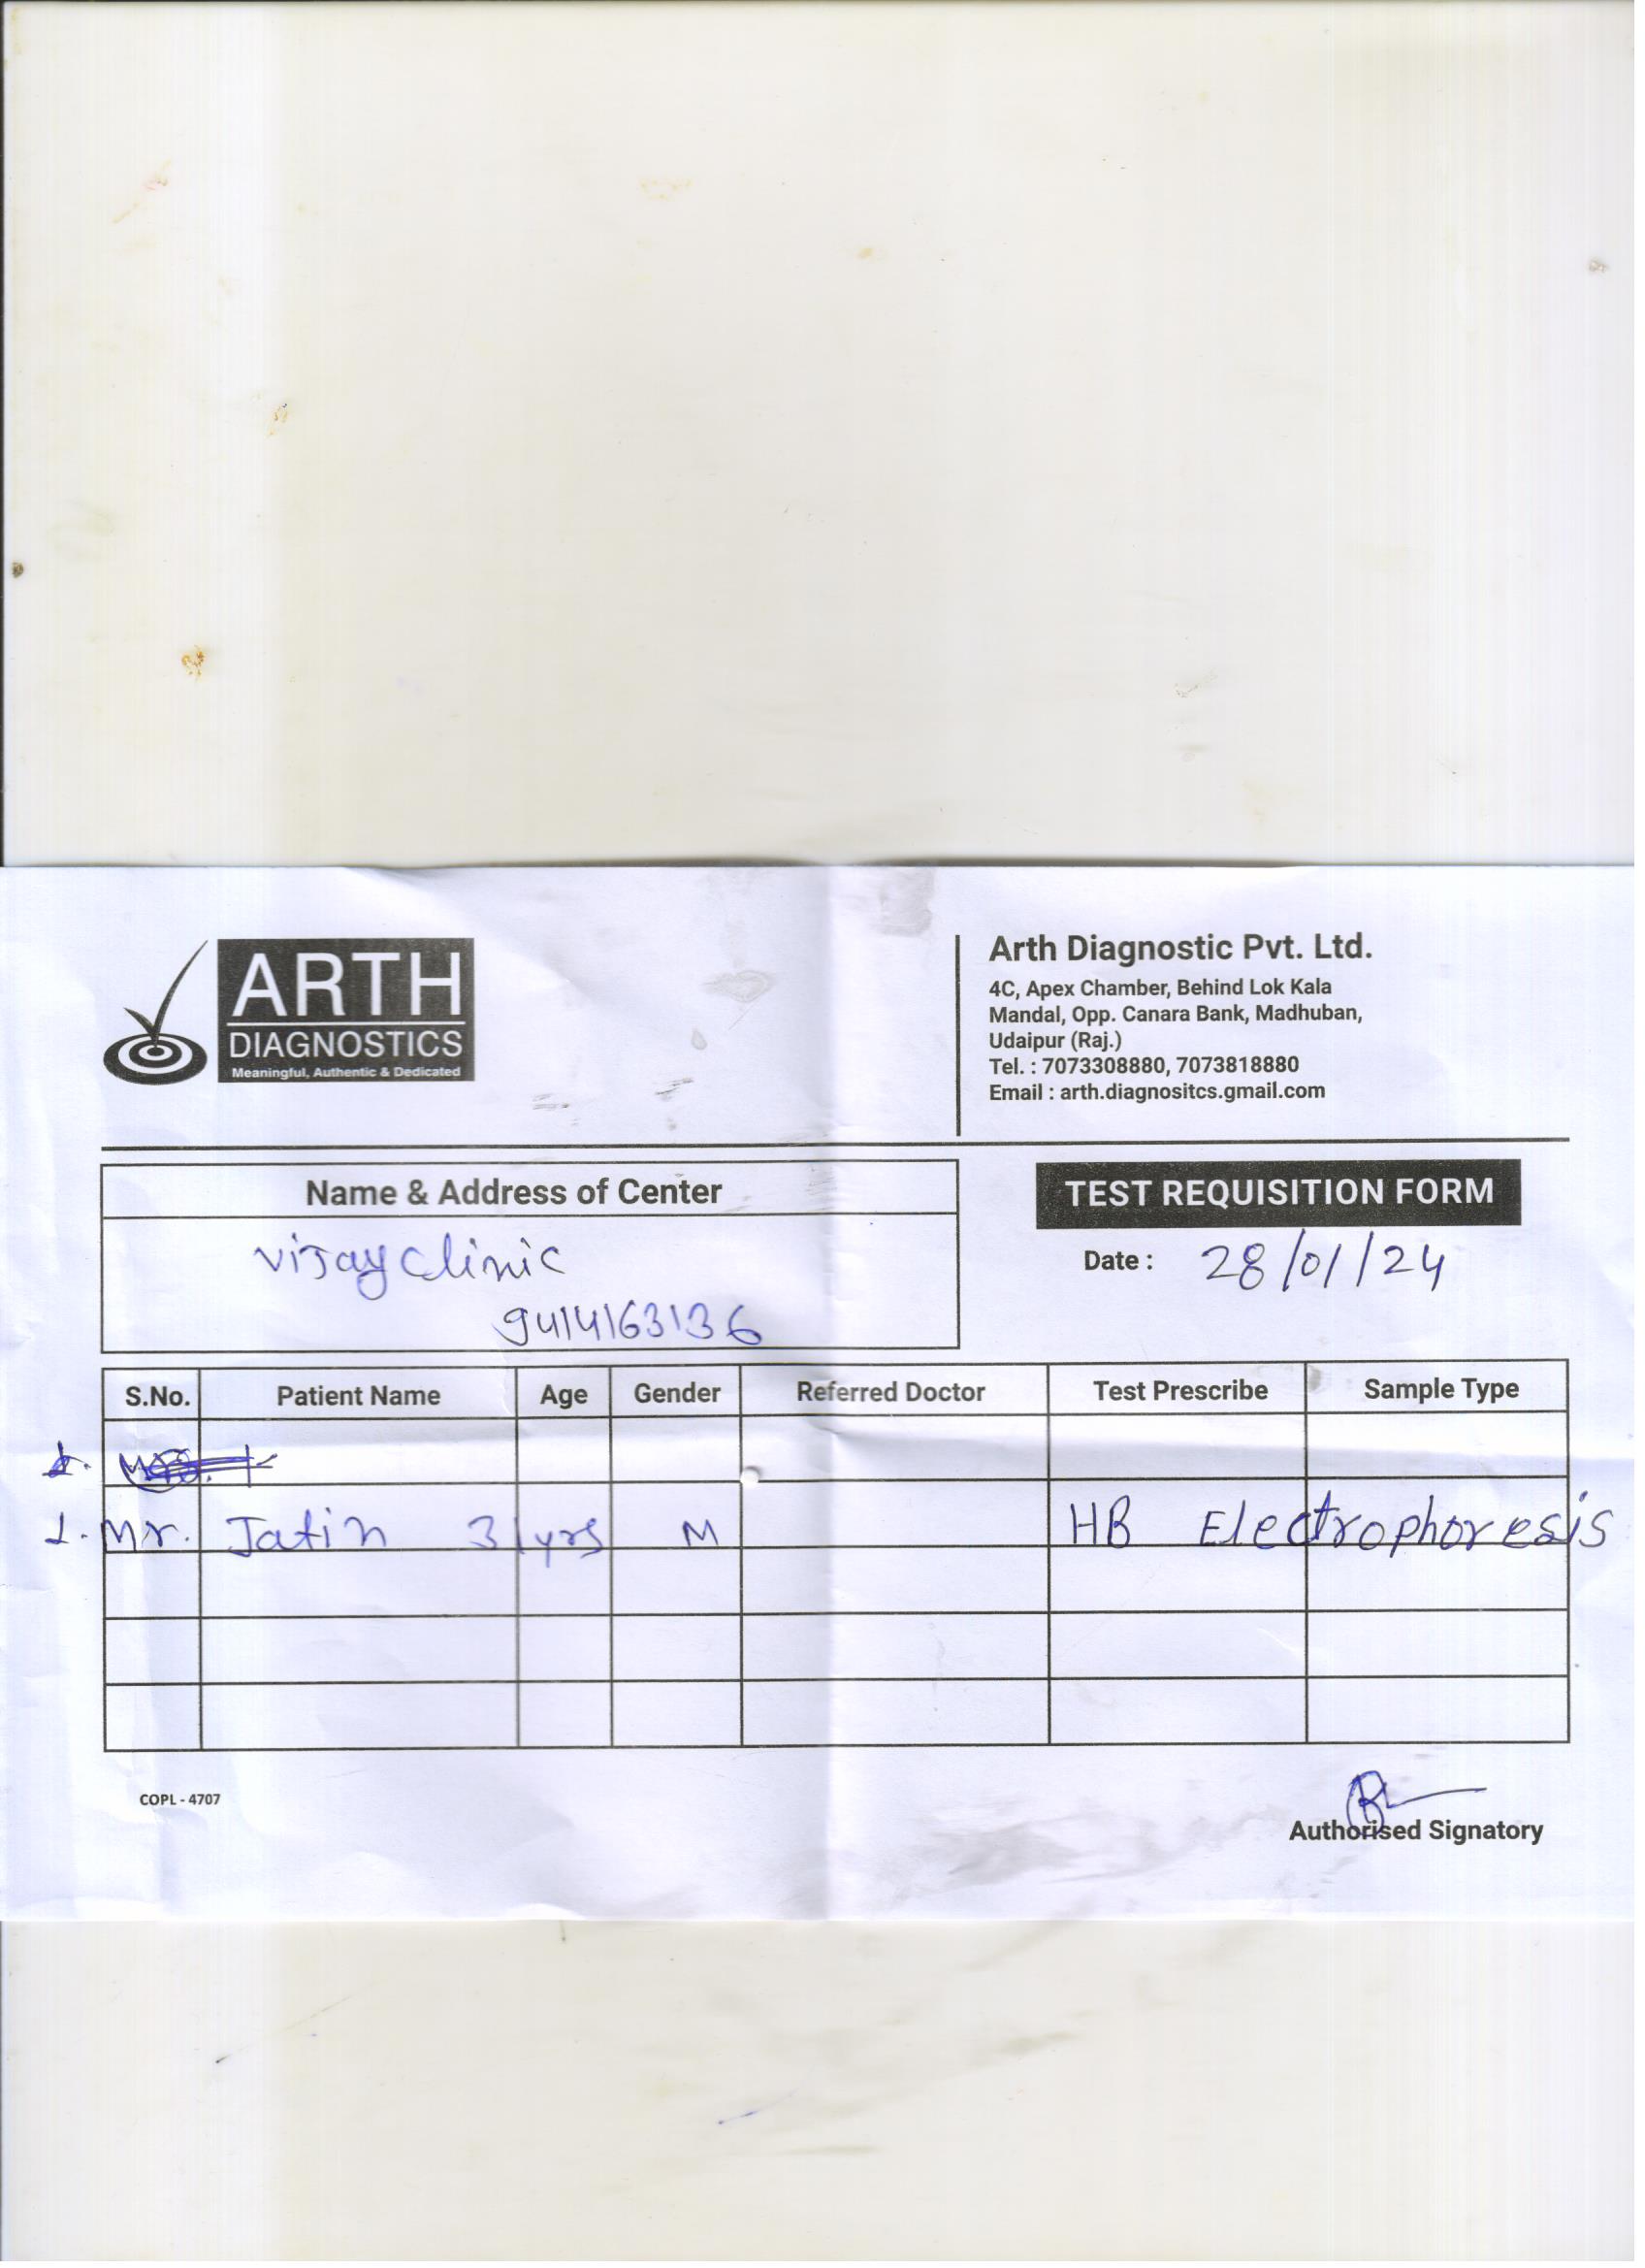 ARTH
DIAGNOSTICS
Meaningful, Authentic & Dedicated
Arth Diagnostic Pvt. Ltd.
4C, Apex Chamber, Behind Lok Kala
Mandal, Opp. Canara Bank, Madhuban,
Udaipur (Raj.)
Tel. : 7073308880, 7073818880
Email : arth.diagnositcs.gmail.com
Name & Address of Center
Vijay Clinic
9414163136
TEST REQUISITION FORM
Date : 28/01/24
S.No. Patient Name Age Gender Referred Doctor Test Prescribe Sample Type
1. Mr. Jatin 31yrs M HB Electrophoresis
COPL - 4707
Authorised Signatory